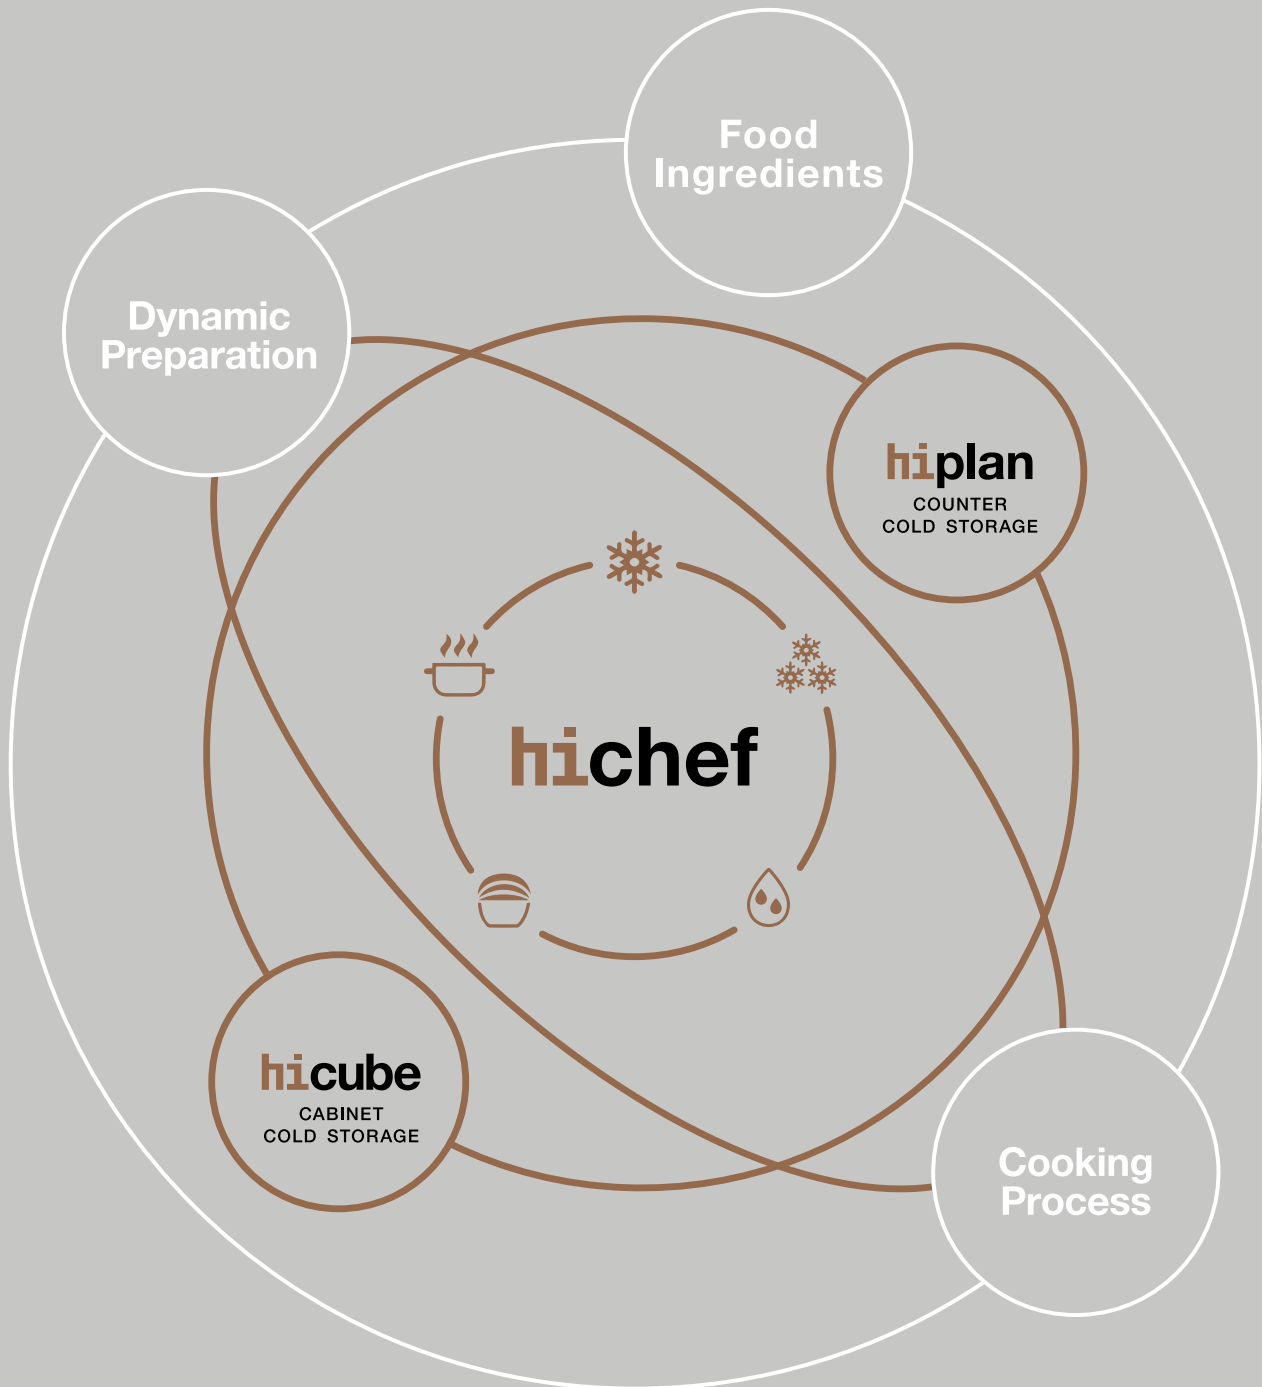 Food
Ingredients
Dynamic
Preparation
hiplan
COUNTER
COLD STORAGE
hichef
hicube
CABINET
COLD STORAGE
Cooking
Process